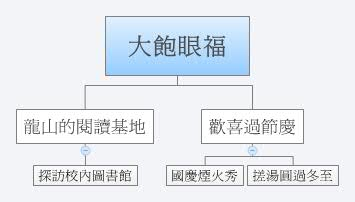 大飽眼福
龍山的閱讀基地
歡喜過節慶
探訪校內圖書館
國慶煙火秀
搓湯圓過冬至